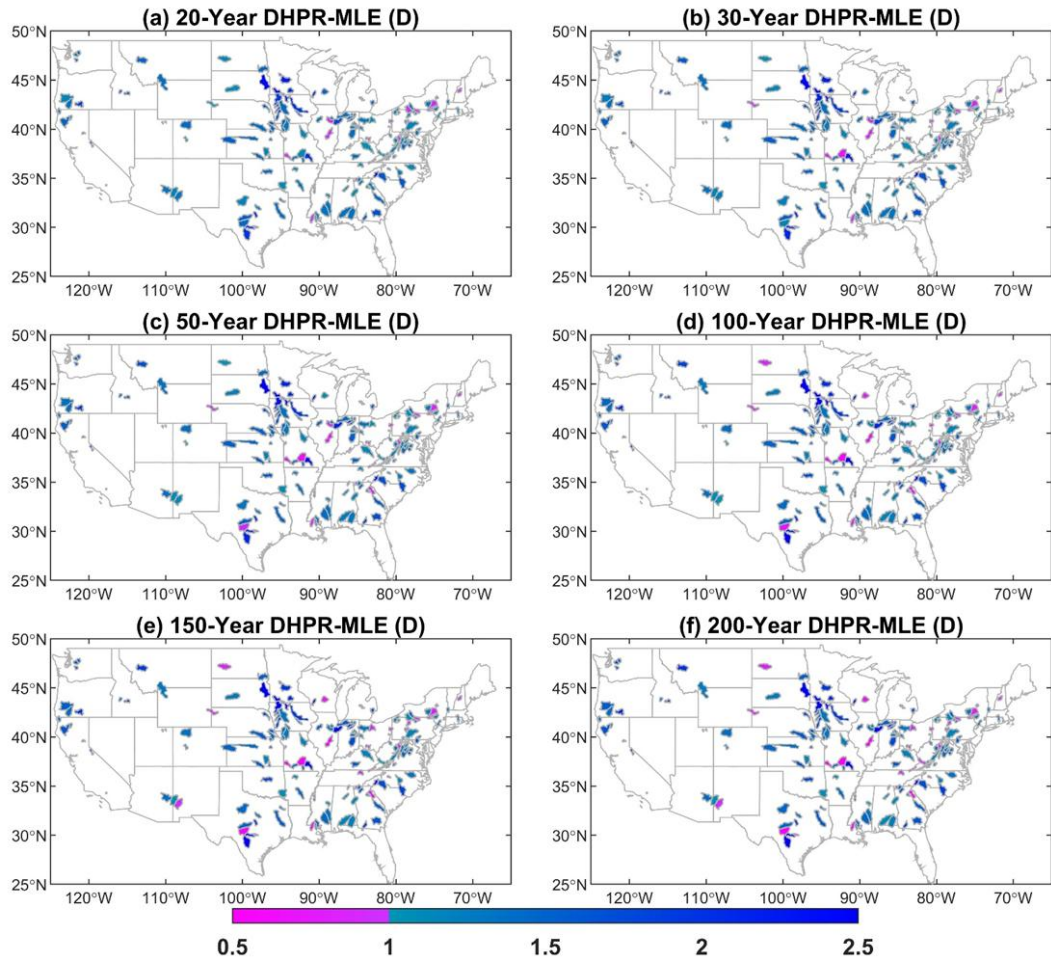 (a) 20-Year DHPR-MLE (D)
(b) 30-Year DHPR-MLE (D)
50°N
45°N
40°N
35°N
30°N
25°N
120°W 110°W 100°W 90°W 80°W 70°W
50°N
45°N
40°N
35°N
30°N
25°N
120°W 110°W 100°W 90°W 80°W 70°W
(c) 50-Year DHPR-MLE (D)
(d) 100-Year DHPR-MLE (D)
50°N
45°N
40°N
35°N
30°N
25°N
120°W 110°W 100°W 90°W 80°W 70°W
50°N
45°N
40°N
35°N
30°N
25°N
120°W 110°W 100°W 90°W 80°W 70°W
(e) 150-Year DHPR-MLE (D)
(f) 200-Year DHPR-MLE (D)
50°N
45°N
40°N
35°N
30°N
25°N
120°W 110°W 100°W 90°W 80°W 70°W
50°N
45°N
40°N
35°N
30°N
25°N
120°W 110°W 100°W 90°W 80°W 70°W
0.5 1 1.5 2 2.5